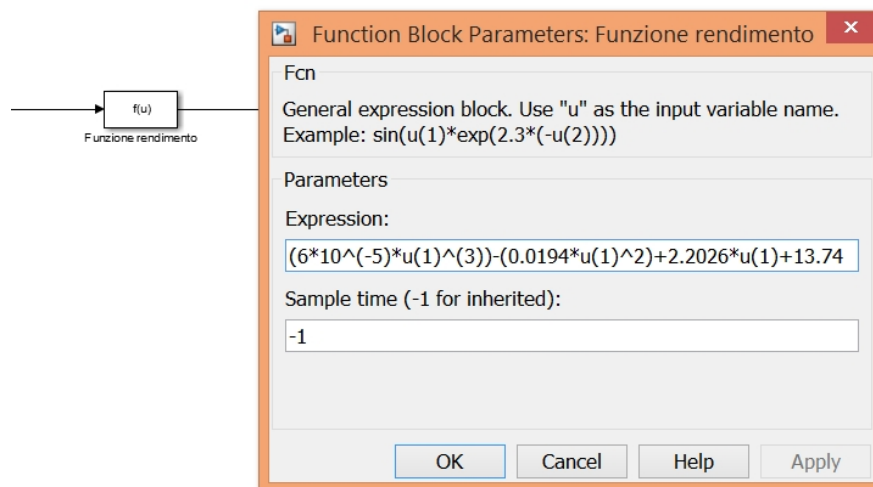 Function Block Parameters: Funzione rendimento
Fcn
General expression block. Use "u" as the input variable name.
Example: sin(u(1)*exp(2.3*(-u(2))))
f(u)
Funzione rendimento
Parameters
Expression:
(6*10^(-5)*u(1)^(3))-(0.0194*u(1)^2)+2.2026*u(1)+13.74
Sample time (-1 for inherited):
-1
OK
Cancel
Help
Apply